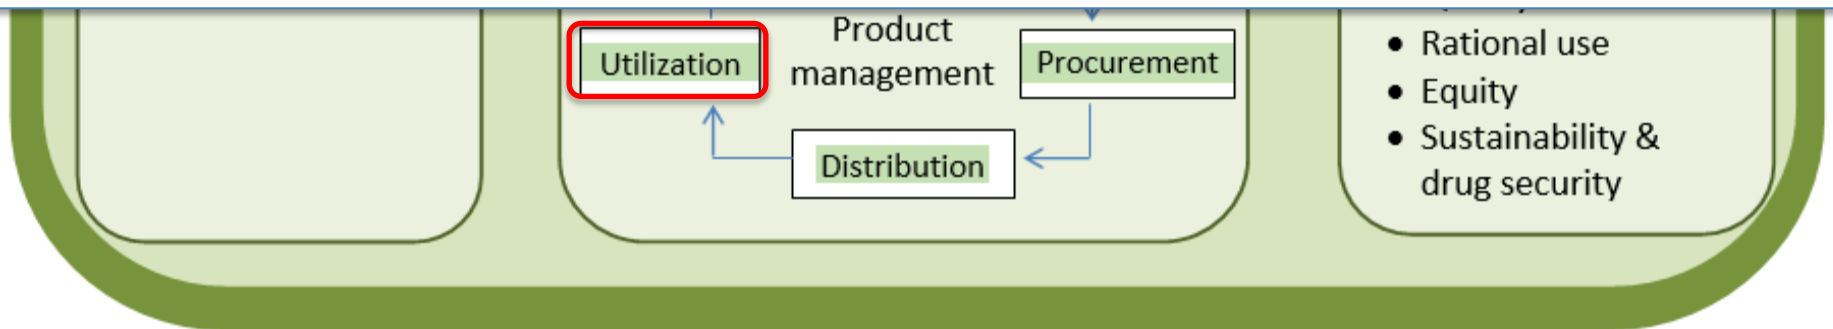 Product
management
Utilization
Procurement
Distribution
• Rational use
• Equity
• Sustainability &
drug security